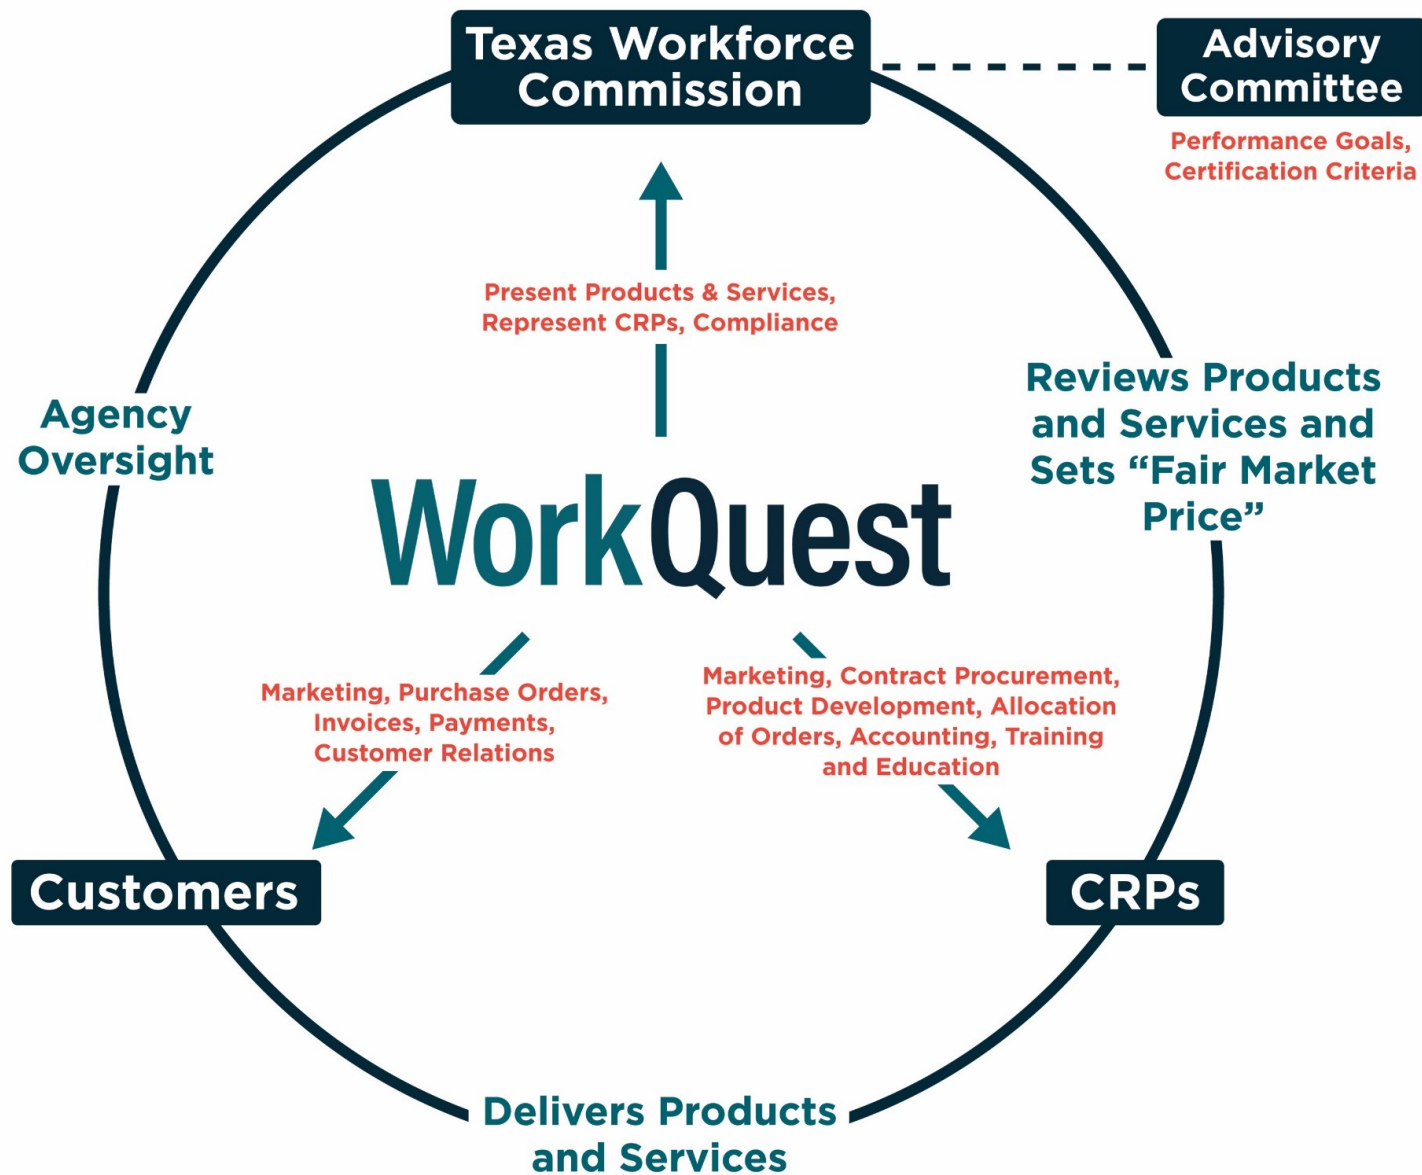 Texas Workforce
Commission
Advisory
Committee
Performance Goals,
Certification Criteria
Present Products & Services,
Represent CRPs, Compliance
Agency
Oversight
Reviews Products
and Services and
Sets “Fair Market
Price”
WorkQuest
Marketing, Purchase Orders,
Invoices, Payments,
Customer Relations
Marketing, Contract Procurement,
Product Development, Allocation
of Orders, Accounting, Training
and Education
Customers
CRPs
Delivers Products
and Services